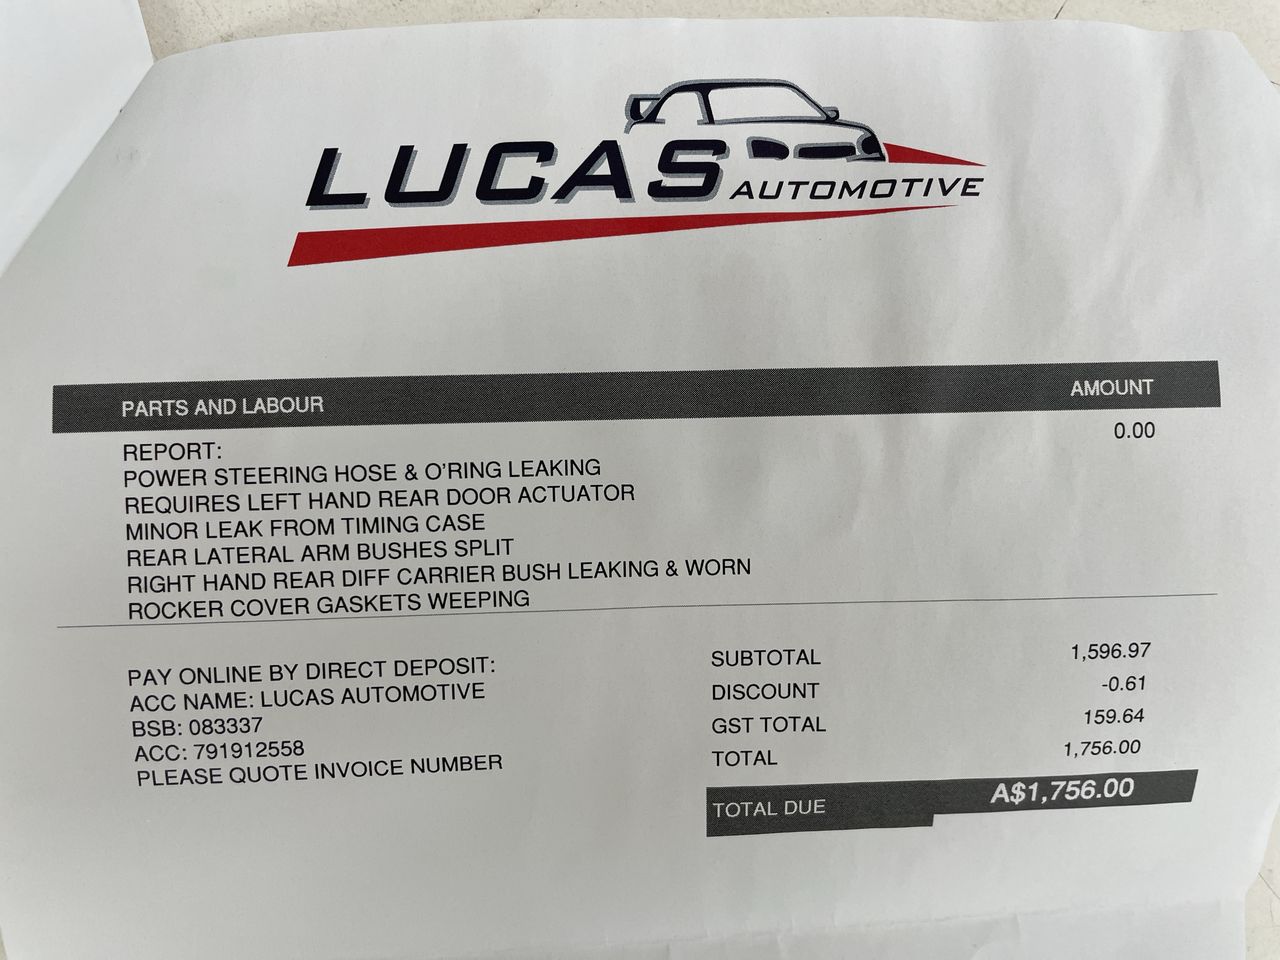 LUCAS
AUTOMOTIVE
PARTS AND LABOUR AMOUNT
REPORT: 0.00
POWER STEERING HOSE & O'RING LEAKING
REQUIRES LEFT HAND REAR DOOR ACTUATOR
MINOR LEAK FROM TIMING CASE
REAR LATERAL ARM BUSHES SPLIT
RIGHT HAND REAR DIFF CARRIER BUSH LEAKING & WORN
ROCKER COVER GASKETS WEEPING
PAY ONLINE BY DIRECT DEPOSIT:
ACC NAME: LUCAS AUTOMOTIVE
BSB: 083337
ACC: 791912558
PLEASE QUOTE INVOICE NUMBER
SUBTOTAL 1,596.97
DISCOUNT -0.61
GST TOTAL 159.64
TOTAL 1,756.00
TOTAL DUE A$1,756.00